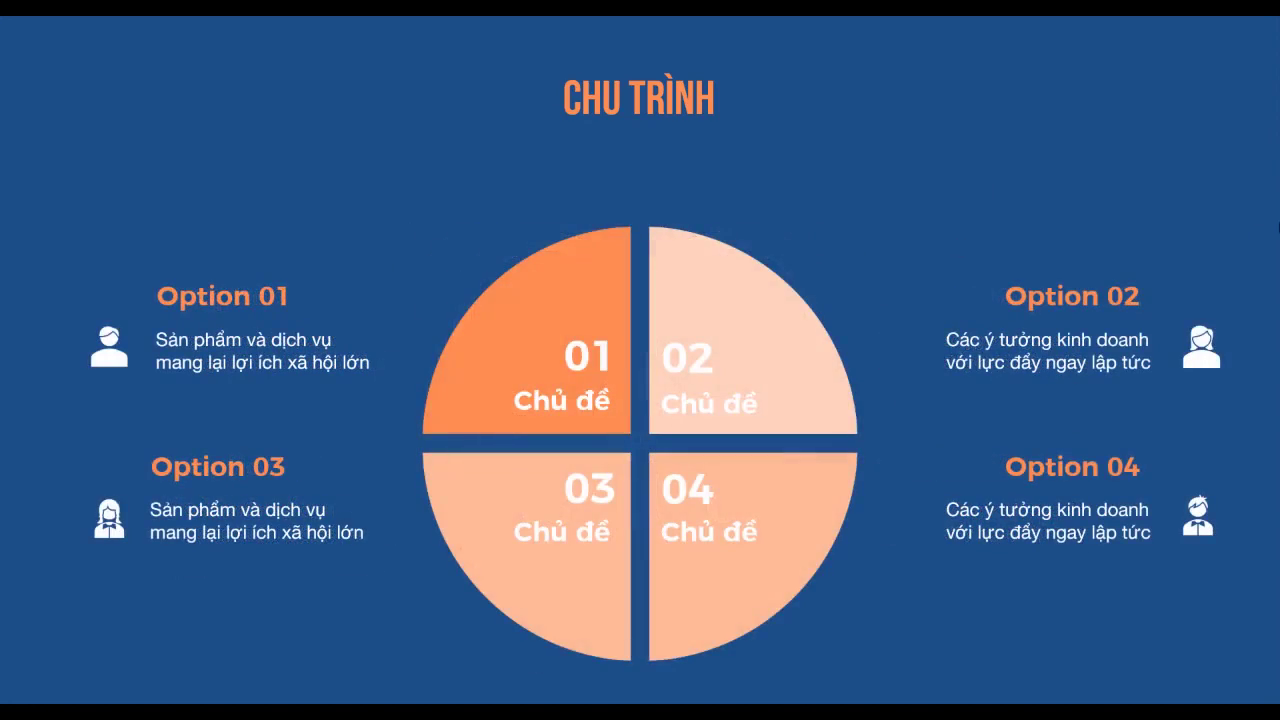 CHU TRÌNH
Option 01
Sản phẩm và dịch vụ
mang lại lợi ích xã hội lớn
01
Chủ đề
02
Chủ đề
Option 02
Các ý tưởng kinh doanh
với lực đẩy ngay lập tức
Option 03
Sản phẩm và dịch vụ
mang lại lợi ích xã hội lớn
03
Chủ đề
04
Chủ đề
Option 04
Các ý tưởng kinh doanh
với lực đẩy ngay lập tức